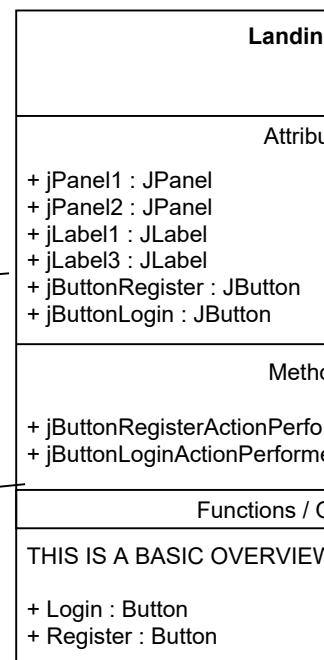 Landin
Attribu
+ jPanel1 : JPanel
+ jPanel2 : JPanel
+ jLabel1 : JLabel
+ jLabel3 : JLabel
+ jButtonRegister : JButton
+ jButtonLogin : JButton
Metho
+ jButtonRegisterActionPerfo
+ jButtonLoginActionPerforme
Functions / O
THIS IS A BASIC OVERVIEW
+ Login : Button
+ Register : Button